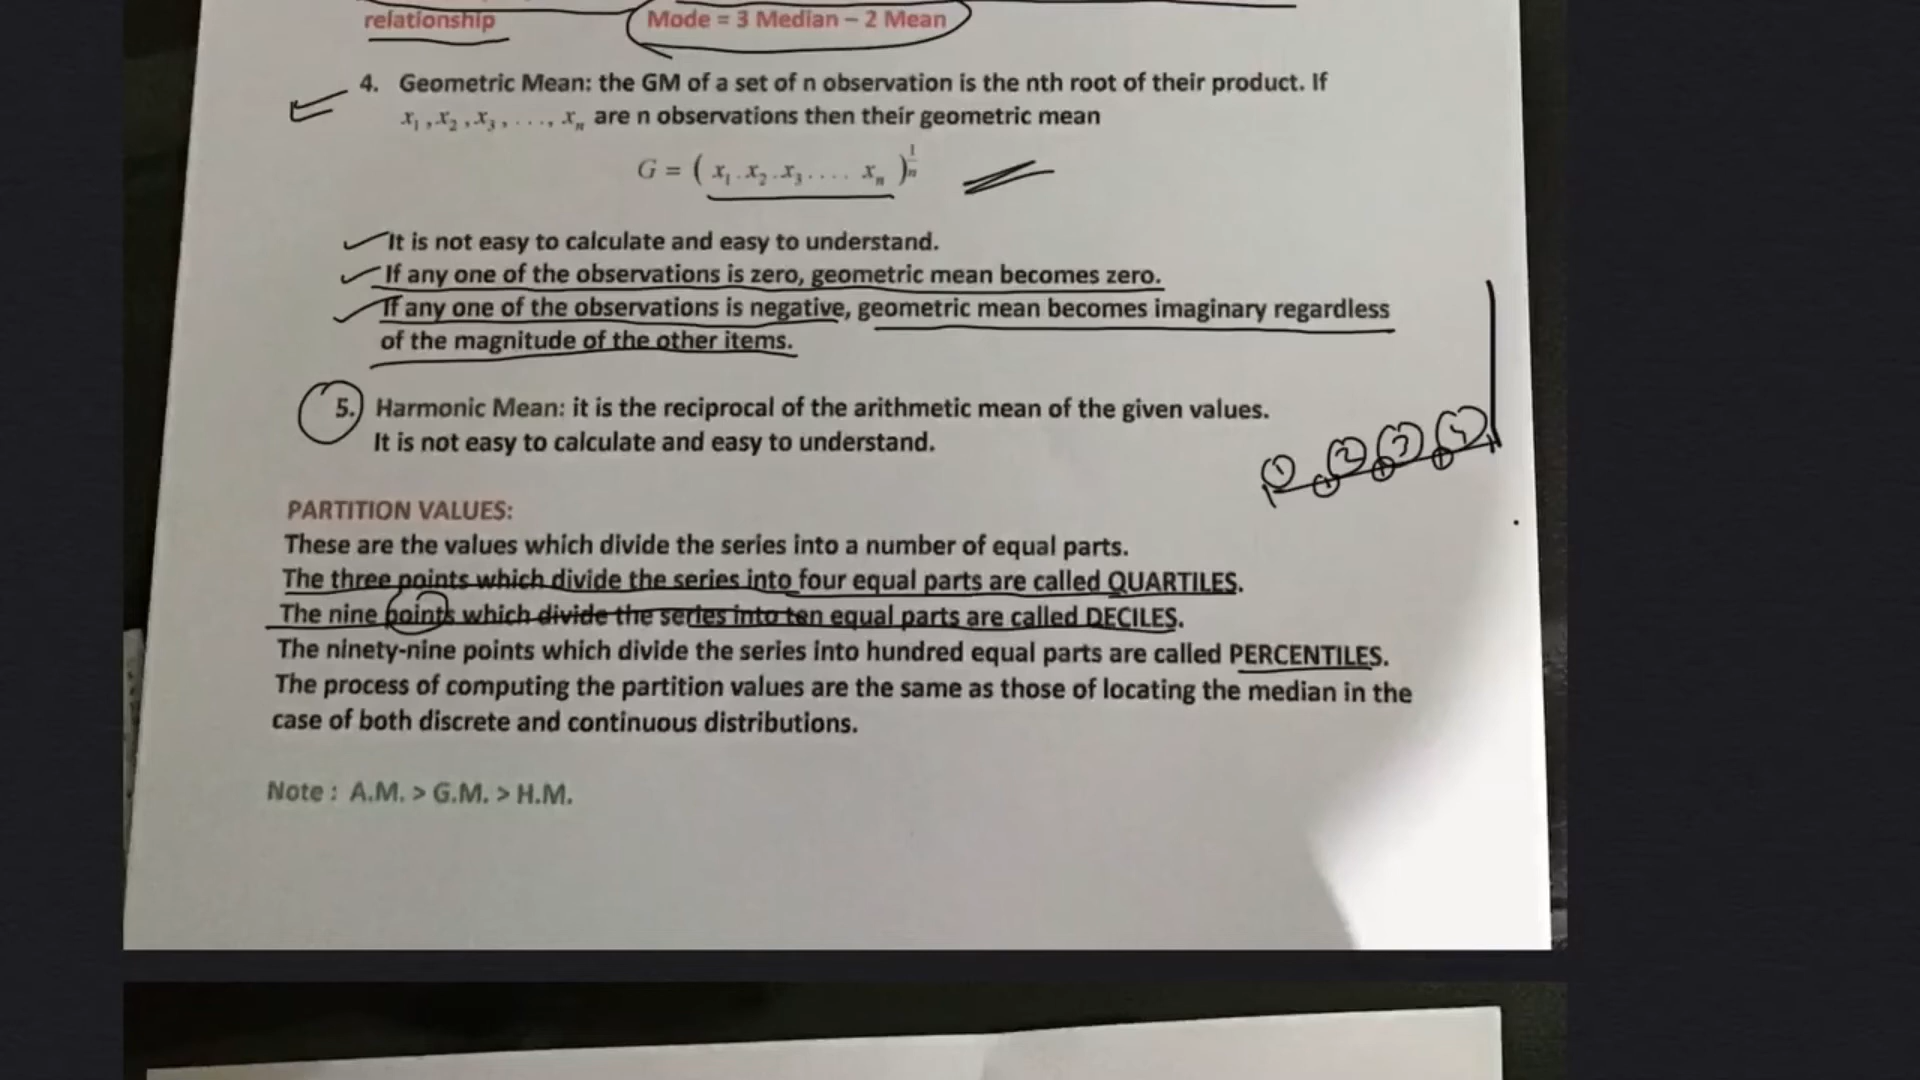 relationship Mode = 3 Median – 2 Mean
4. Geometric Mean: the GM of a set of n observation is the nth root of their product. If
x₁ , x₂ , x₃ , . . . , xₙ are n observations then their geometric mean
G = ( x₁ . x₂ . x₃ . . . . xₙ )^(1/n)
It is not easy to calculate and easy to understand.
If any one of the observations is zero, geometric mean becomes zero.
If any one of the observations is negative, geometric mean becomes imaginary regardless
of the magnitude of the other items.
5. Harmonic Mean: it is the reciprocal of the arithmetic mean of the given values.
It is not easy to calculate and easy to understand.
1 2 3 4
PARTITION VALUES:
These are the values which divide the series into a number of equal parts.
The three points which divide the series into four equal parts are called QUARTILES.
The nine points which divide the series into ten equal parts are called DECILES.
The ninety-nine points which divide the series into hundred equal parts are called PERCENTILES.
The process of computing the partition values are the same as those of locating the median in the
case of both discrete and continuous distributions.
Note : A.M. > G.M. > H.M.